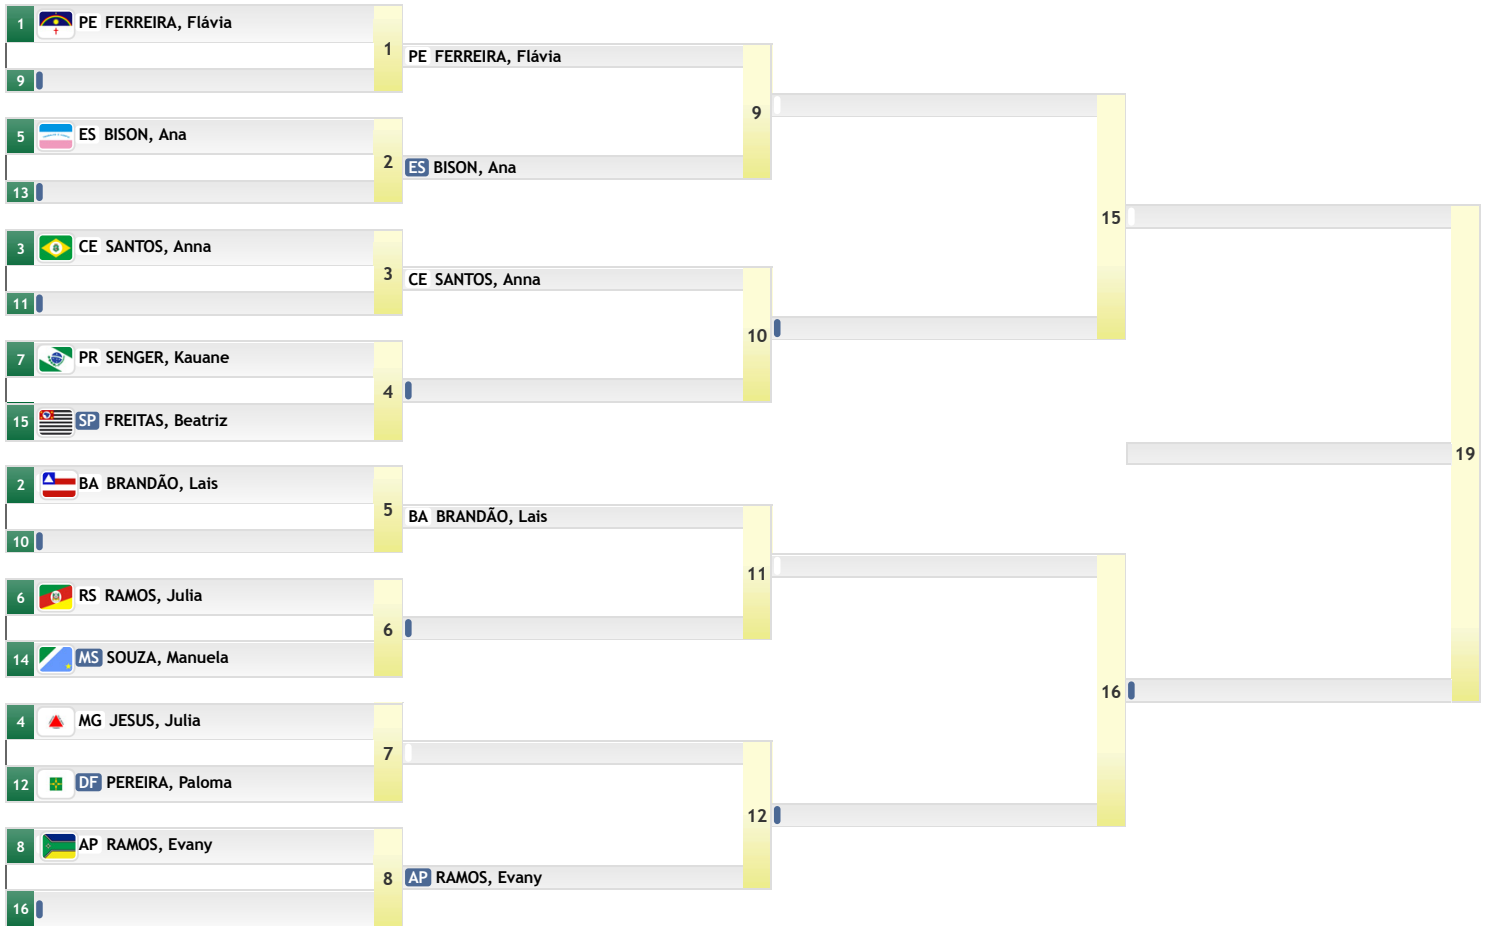 1 PE FERREIRA, Flávia
9
1
5 ES BISON, Ana
13
2
3 CE SANTOS, Anna
11
3
7 PR SENGER, Kauane
15 SP FREITAS, Beatriz
4
2 BA BRANDÃO, Lais
10
5
6 RS RAMOS, Julia
14 MS SOUZA, Manuela
6
4 MG JESUS, Julia
12 DF PEREIRA, Paloma
7
8 AP RAMOS, Evany
16
8
PE FERREIRA, Flávia
ES BISON, Ana
9
CE SANTOS, Anna
10
BA BRANDÃO, Lais
11
AP RAMOS, Evany
12
15
16
19